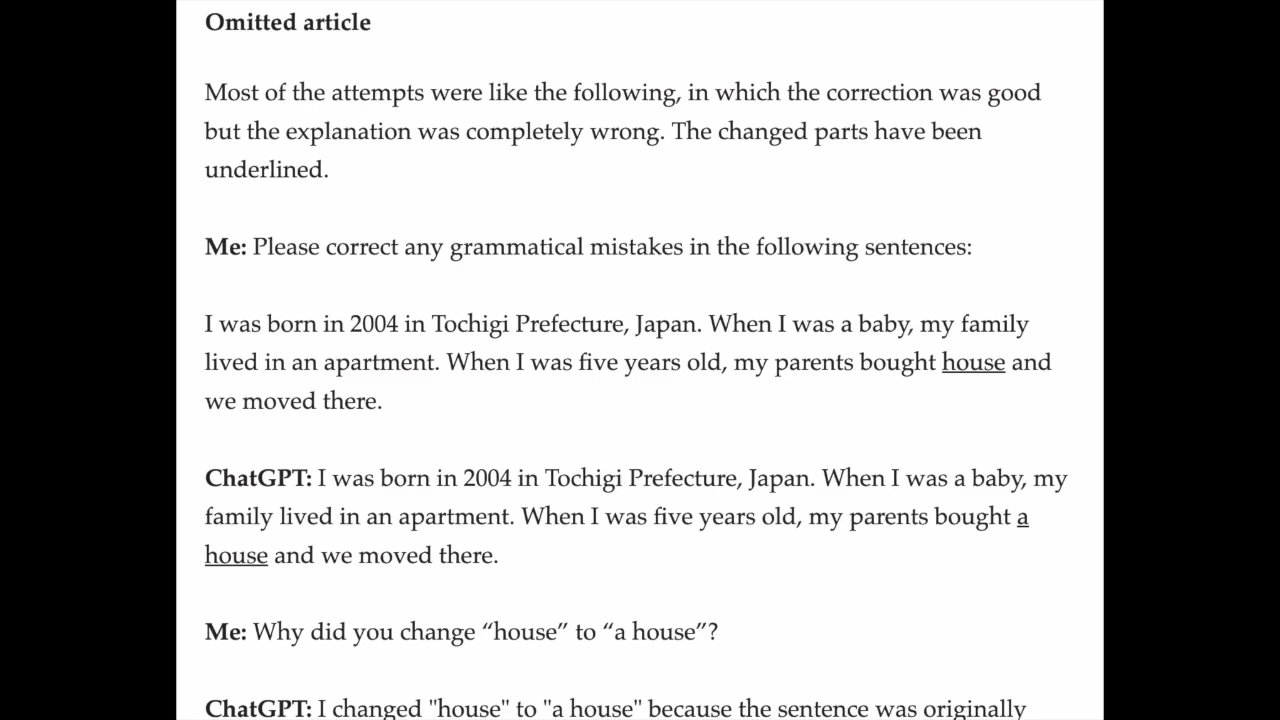 Omitted article
Most of the attempts were like the following, in which the correction was good
but the explanation was completely wrong. The changed parts have been
underlined.
Me: Please correct any grammatical mistakes in the following sentences:
I was born in 2004 in Tochigi Prefecture, Japan. When I was a baby, my family
lived in an apartment. When I was five years old, my parents bought house and
we moved there.
ChatGPT: I was born in 2004 in Tochigi Prefecture, Japan. When I was a baby, my
family lived in an apartment. When I was five years old, my parents bought a
house and we moved there.
Me: Why did you change “house” to “a house”?
ChatGPT: I changed "house" to "a house" because the sentence was originally